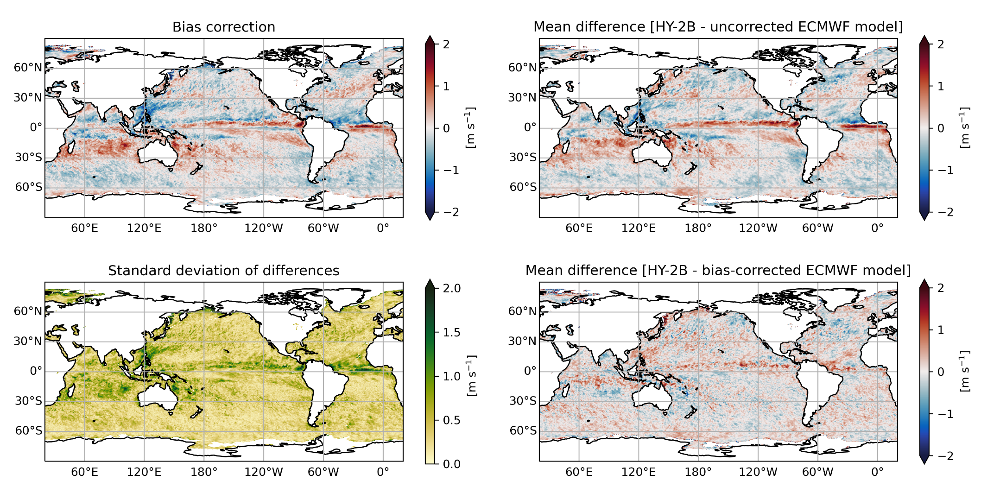 Bias correction
60°N
30°N
0°
30°S
60°S
60°E 120°E 180° 120°W 60°W 0°
2
1
0
−1
−2
[m s⁻¹]
Mean difference [HY-2B - uncorrected ECMWF model]
60°N
30°N
0°
30°S
60°S
60°E 120°E 180° 120°W 60°W 0°
2
1
0
−1
−2
[m s⁻¹]
Standard deviation of differences
60°N
30°N
0°
30°S
60°S
60°E 120°E 180° 120°W 60°W 0°
2.0
1.5
1.0
0.5
0.0
[m s⁻¹]
Mean difference [HY-2B - bias-corrected ECMWF model]
60°N
30°N
0°
30°S
60°S
60°E 120°E 180° 120°W 60°W 0°
2
1
0
−1
−2
[m s⁻¹]